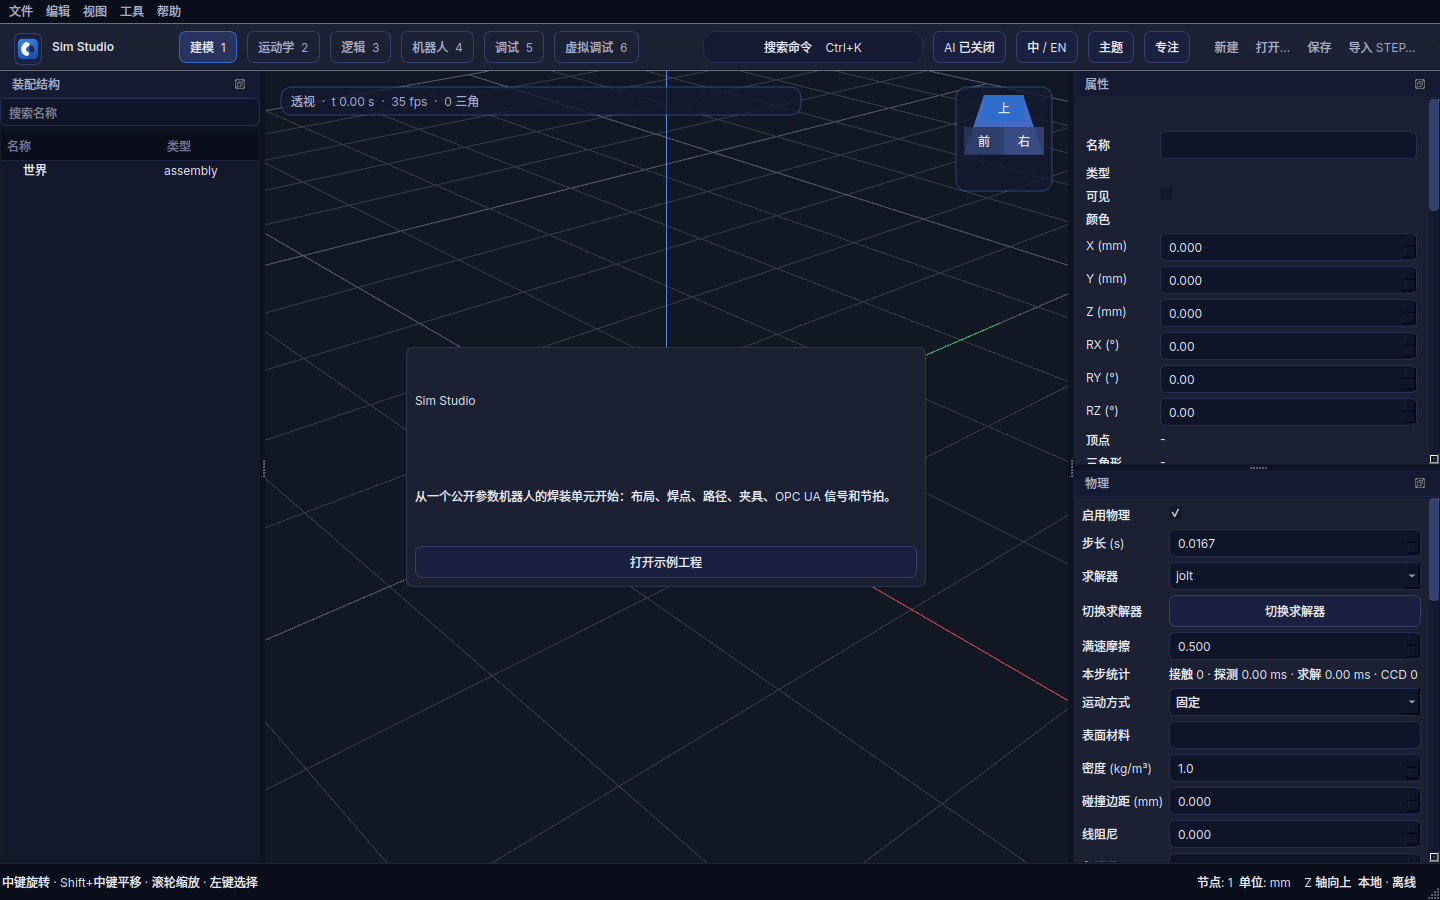 文件 编辑 视图 工具 帮助
Sim Studio 建模 1 运动学 2 逻辑 3 机器人 4 调试 5 虚拟调试 6 搜索命令 Ctrl+K AI 已关闭 中 / EN 主题 专注 新建 打开... 保存 导入 STEP...
装配结构
搜索名称
名称 类型
世界 assembly
透视 · t 0.00 s · 35 fps · 0 三角
上
前 右
Sim Studio
从一个公开参数机器人的焊装单元开始：布局、焊点、路径、夹具、OPC UA 信号和节拍。
打开示例工程
属性
名称
类型
可见
颜色
X (mm) 0.000
Y (mm) 0.000
Z (mm) 0.000
RX (°) 0.00
RY (°) 0.00
RZ (°) 0.00
顶点 -
三角形 -
物理
启用物理
步长 (s) 0.0167
求解器 jolt
切换求解器 切换求解器
满速摩擦 0.500
本步统计 接触 0 · 探测 0.00 ms · 求解 0.00 ms · CCD 0
运动方式 固定
表面材料
密度 (kg/m³) 1.0
碰撞边距 (mm) 0.000
线阻尼 0.000
中键旋转 · Shift+中键平移 · 滚轮缩放 · 左键选择 节点: 1 单位: mm Z 轴向上 本地 · 离线